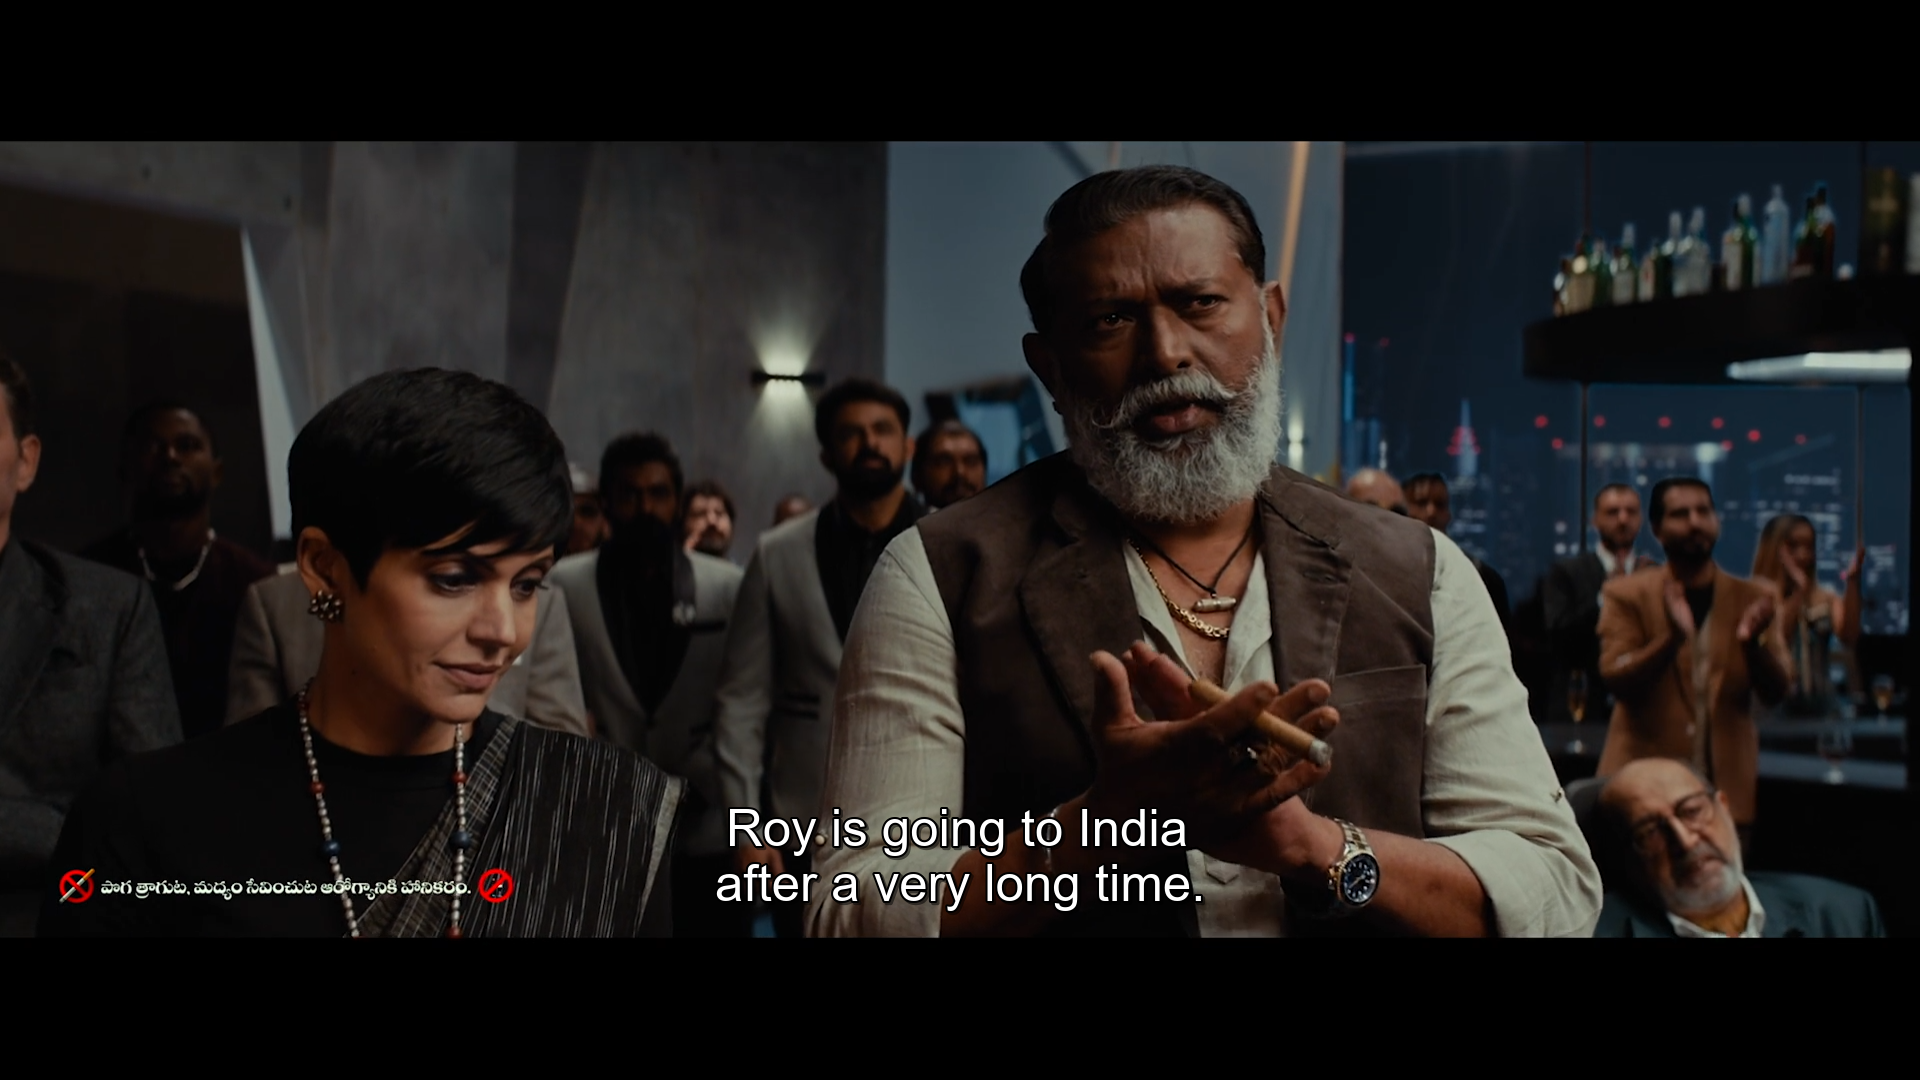 Roy is going to India
after a very long time.
పొగ త్రాగుట, మద్యం సేవించుట ఆరోగ్యానికి హానికరం.